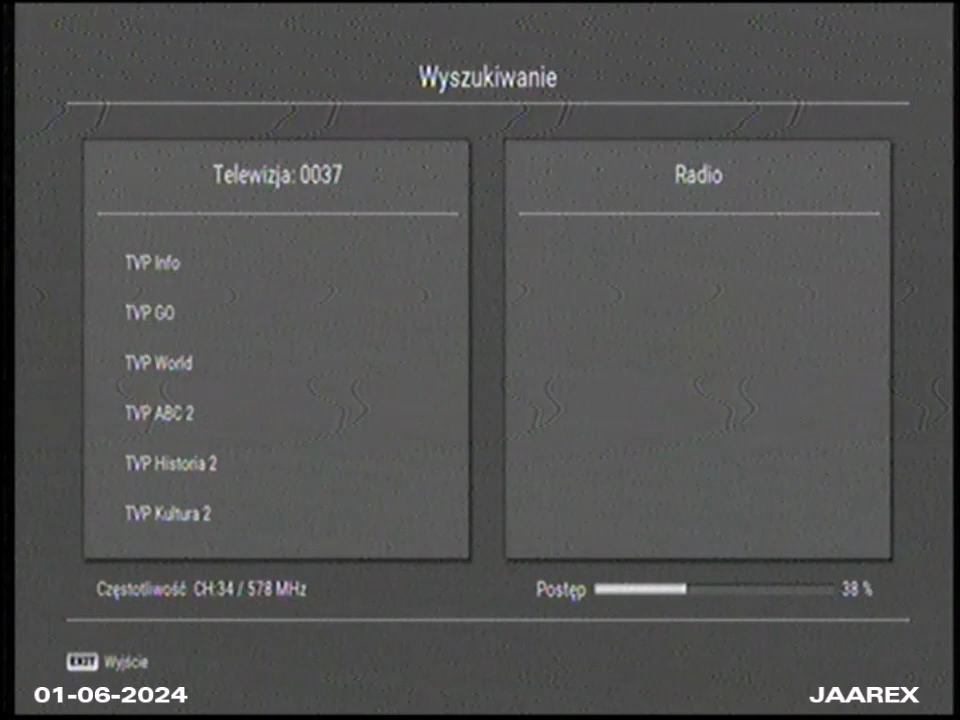 Wyszukiwanie
Telewizja: 0037
TVP Info
TVP GO
TVP World
TVP ABC 2
TVP Historia 2
TVP Kultura 2
Radio
Częstotliwość CH:34 / 578 MHz
Postęp 38 %
EXIT Wyjście
01-06-2024
JAAREX